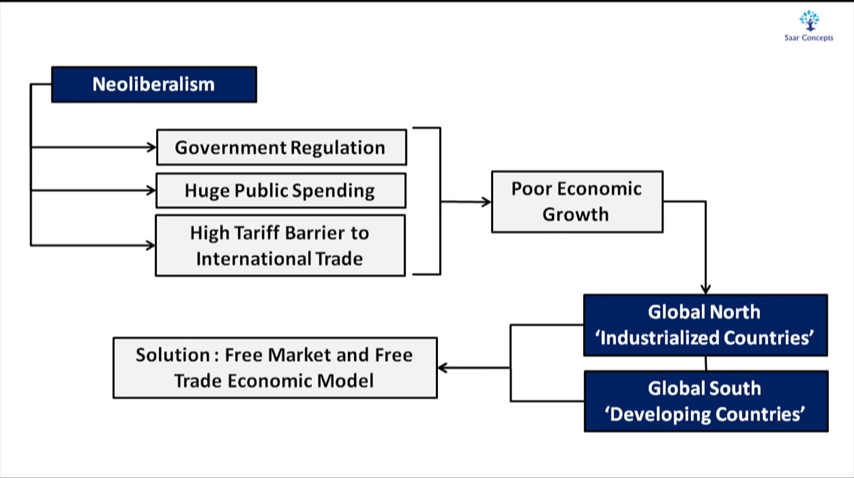 Saar Concepts
Neoliberalism
Government Regulation
Huge Public Spending
High Tariff Barrier to
International Trade
Poor Economic
Growth
Global North
‘Industrialized Countries’
Solution : Free Market and Free
Trade Economic Model
Global South
‘Developing Countries’